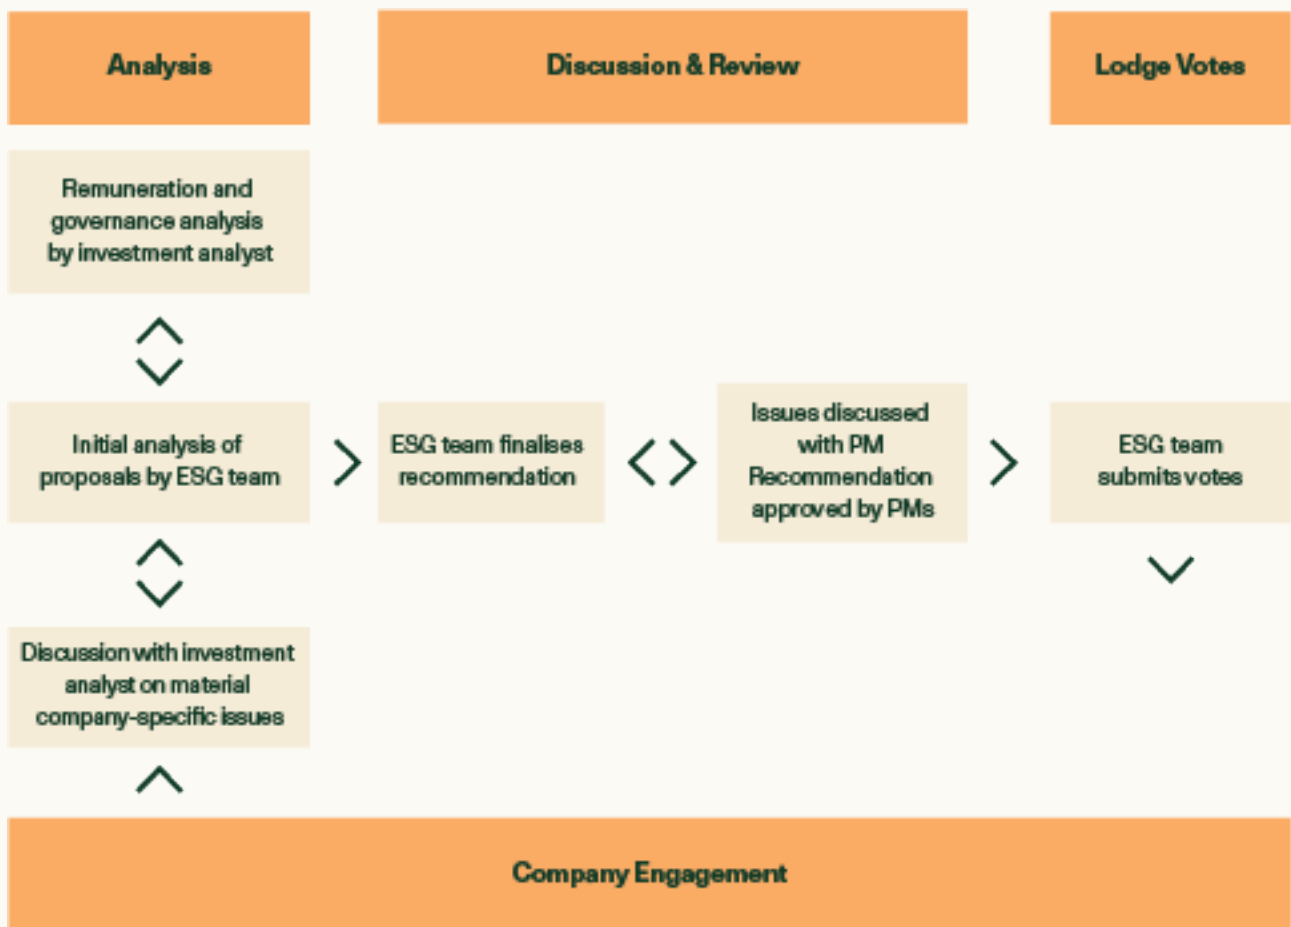 Analysis
Discussion & Review
Lodge Votes
Remuneration and
governance analysis
by investment analyst
Initial analysis of
proposals by ESG team
ESG team finalises
recommendation
Issues discussed
with PM
Recommendation
approved by PMs
ESG team
submits votes
Discussion with investment
analyst on material
company-specific issues
Company Engagement